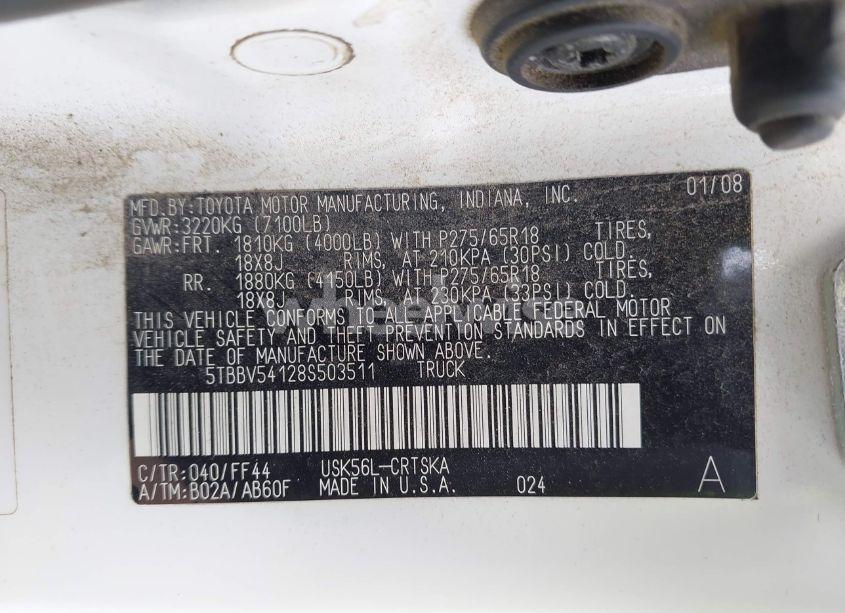 MFD.BY:TOYOTA MOTOR MANUFACTURING, INDIANA, INC. 01/08
GVWR:3220KG (7100LB)
GAWR:FRT. 1810KG (4000LB) WITH P275/65R18 TIRES,
18X8J RIMS, AT 210KPA (30PSI) COLD.
RR. 1880KG (4150LB) WITH P275/65R18 TIRES,
18X8J RIMS, AT 230KPA (33PSI) COLD.
THIS VEHICLE CONFORMS TO ALL APPLICABLE FEDERAL MOTOR
VEHICLE SAFETY AND THEFT PREVENTION STANDARDS IN EFFECT ON
THE DATE OF MANUFACTURE SHOWN ABOVE.
5TBBV54128S503511 TRUCK
C/TR:040/FF44 USK56L-CRTSKA A
A/TM:B02A/AB60F MADE IN U.S.A. 024